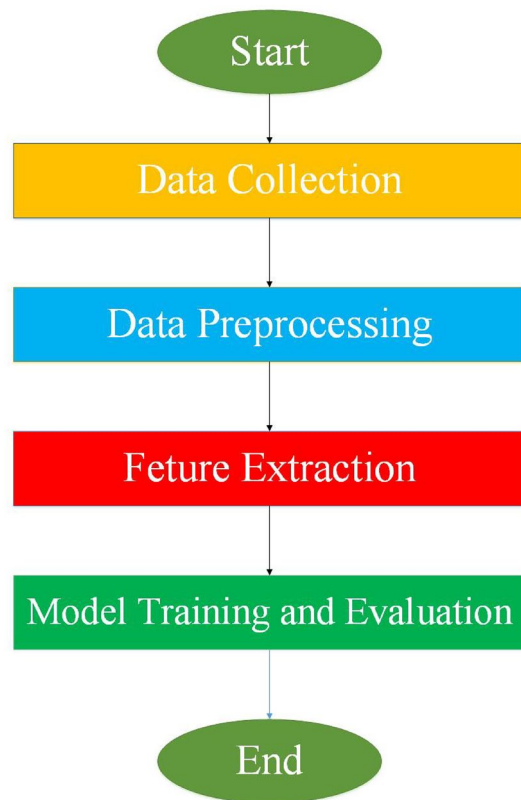 Start
Data Collection
Data Preprocessing
Feture Extraction
Model Training and Evaluation
End